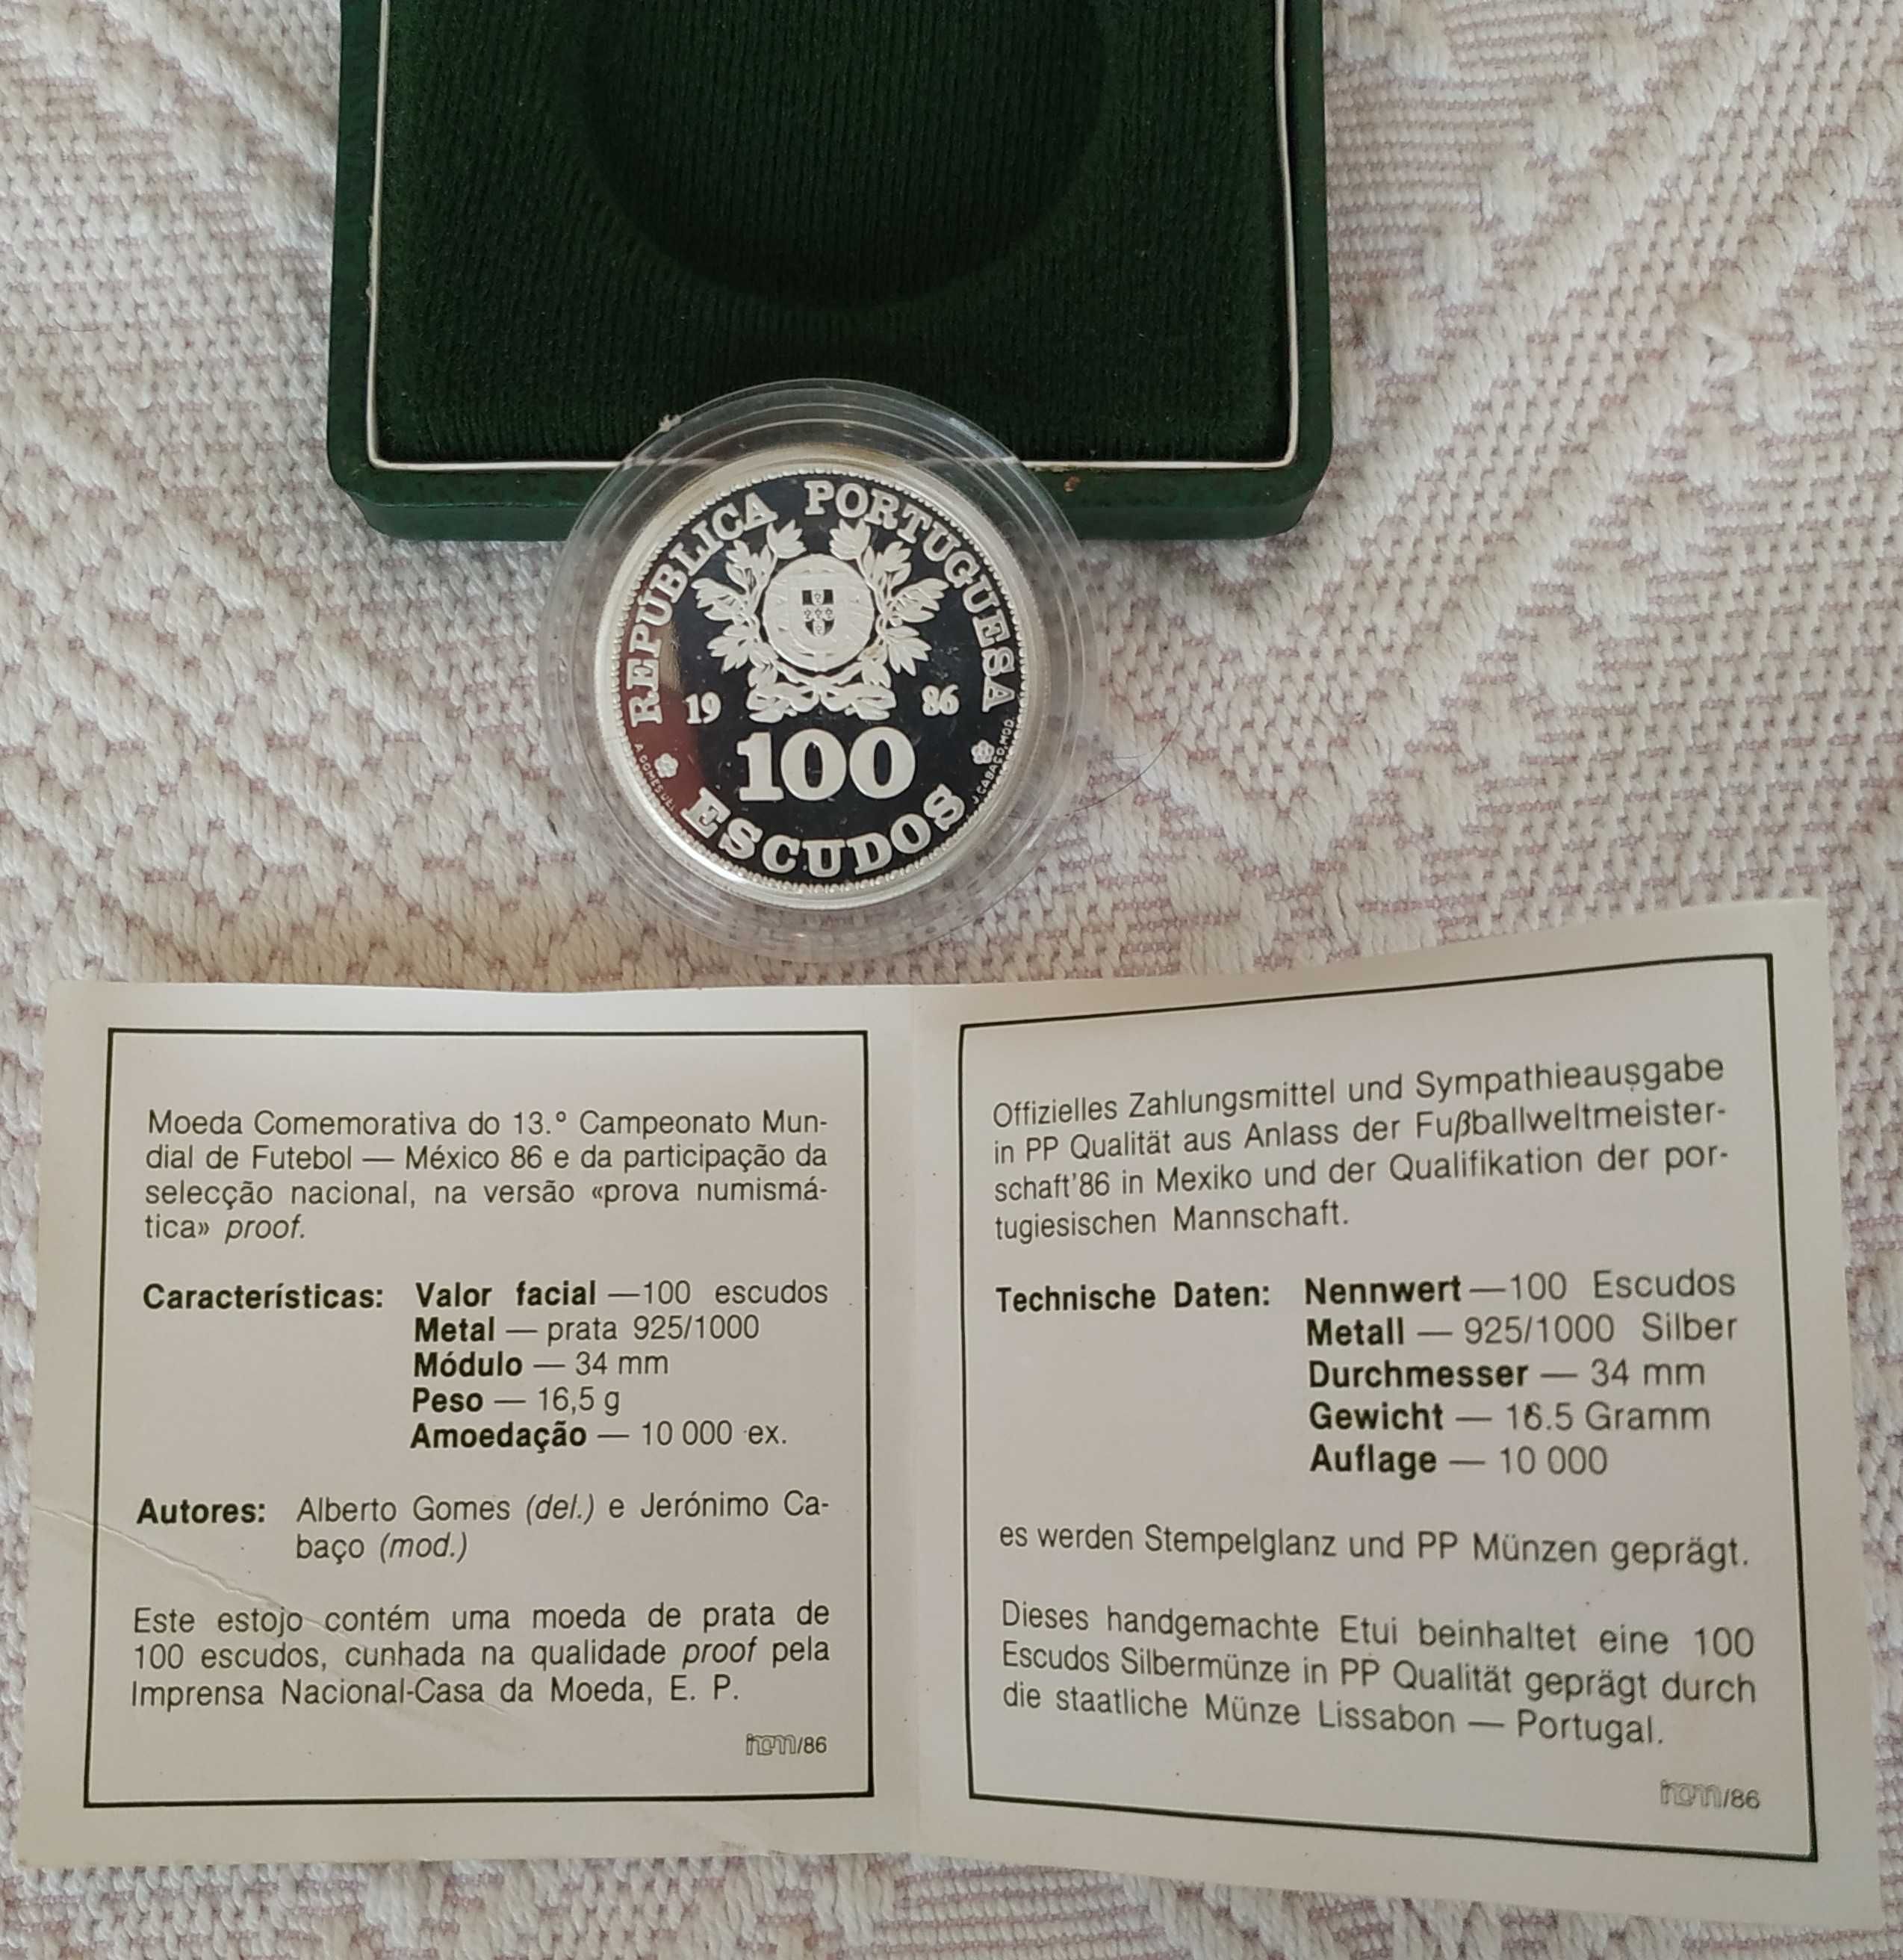 REPÚBLICA PORTUGUESA
19 86
100
ESCUDOS
J. CABAÇO. MOD.
Moeda Comemorativa do 13.º Campeonato Mun-
dial de Futebol — México 86 e da participação da
selecção nacional, na versão «prova numismá-
tica» proof.
Características: Valor facial —100 escudos
Metal — prata 925/1000
Módulo — 34 mm
Peso — 16,5 g
Amoedação — 10 000 ex.
Autores: Alberto Gomes (del.) e Jerónimo Ca-
baço (mod.)
Este estojo contém uma moeda de prata de
100 escudos, cunhada na qualidade proof pela
Imprensa Nacional-Casa da Moeda, E. P.
incm/86
Offizielles Zahlungsmittel und Sympathieausgabe
in PP Qualität aus Anlass der Fußballweltmeister-
schaft'86 in Mexiko und der Qualifikation der por-
tugiesischen Mannschaft.
Technische Daten: Nennwert —100 Escudos
Metall — 925/1000 Silber
Durchmesser — 34 mm
Gewicht — 16.5 Gramm
Auflage — 10 000
es werden Stempelglanz und PP Münzen geprägt.
Dieses handgemachte Etui beinhaltet eine 100
Escudos Silbermünze in PP Qualität geprägt durch
die staatliche Münze Lissabon — Portugal.
incm/86